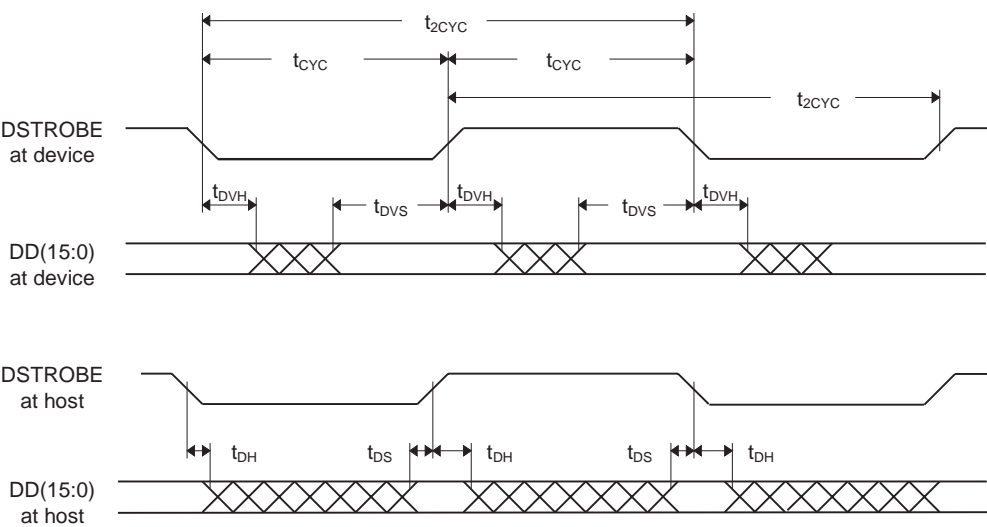 t2CYC
tCYC tCYC
t2CYC
DSTROBE
at device
tDVH tDVS tDVH tDVS tDVH
DD(15:0)
at device
DSTROBE
at host
tDH tDS tDH tDS tDH
DD(15:0)
at host